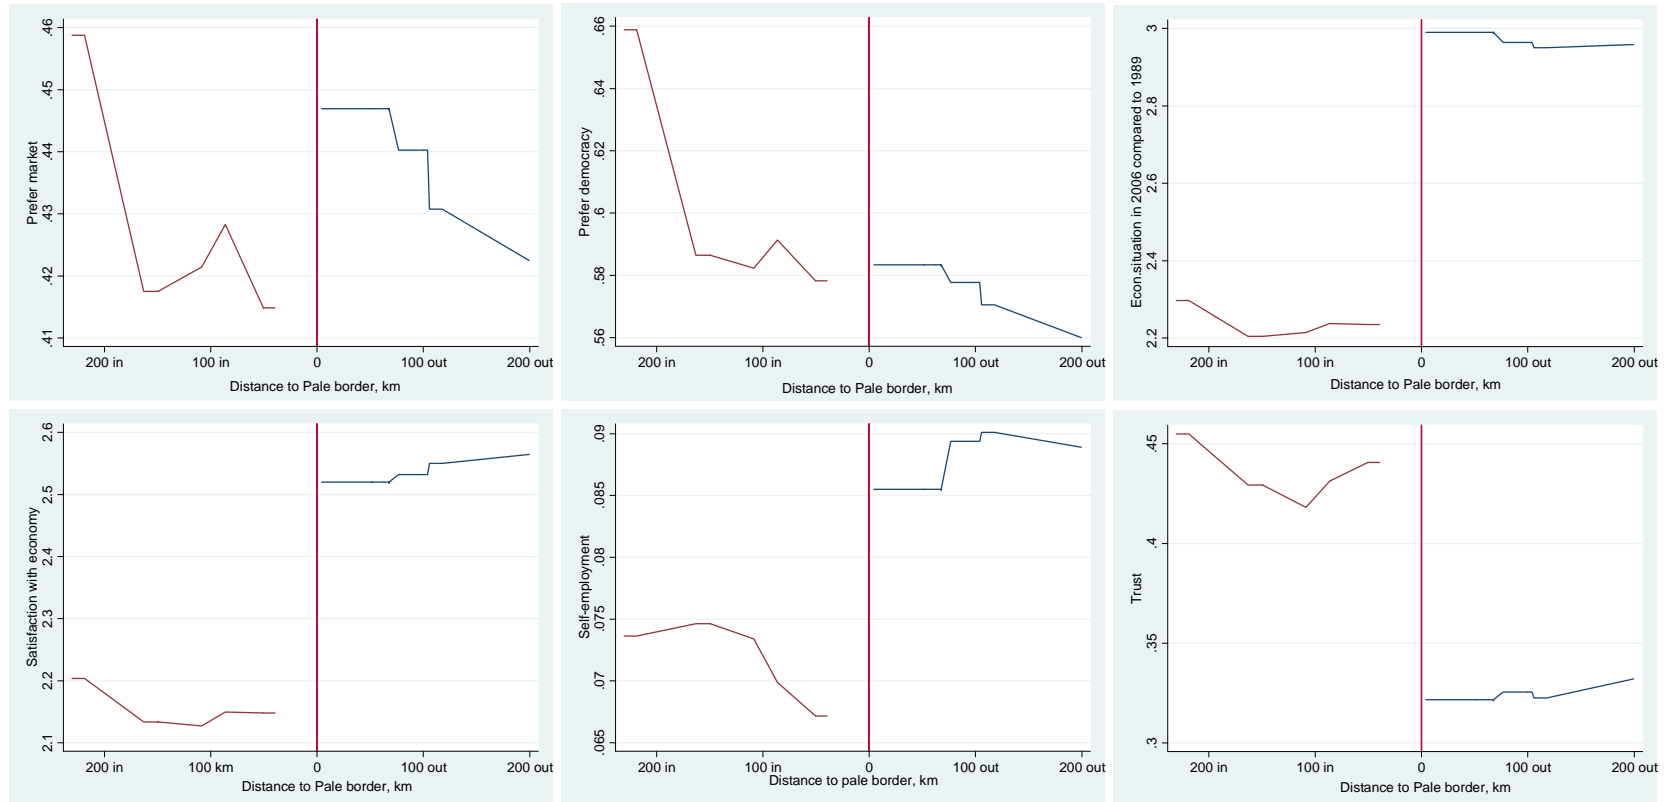 Prefer market
.46
.45
.44
.43
.42
.41
200 in 100 in 0 100 out 200 out
Distance to Pale border, km
Prefer democracy
.66
.64
.62
.6
.58
.56
200 in 100 in 0 100 out 200 out
Distance to Pale border, km
Econ.situation in 2006 compared to 1989
3
2.8
2.6
2.4
2.2
200 in 100 in 0 100 out 200 out
Distance to Pale border, km
Satisfaction with economy
2.6
2.5
2.4
2.3
2.2
2.1
200 in 100 km 0 100 out 200 out
Distance to Pale border, km
Self-employment
.09
.085
.08
.075
.07
.065
200 in 100 in 0 100 out 200 out
Distance to pale border, km
Trust
.45
.4
.35
.3
200 in 100 in 0 100 out 200 out
Distance to Pale border, km